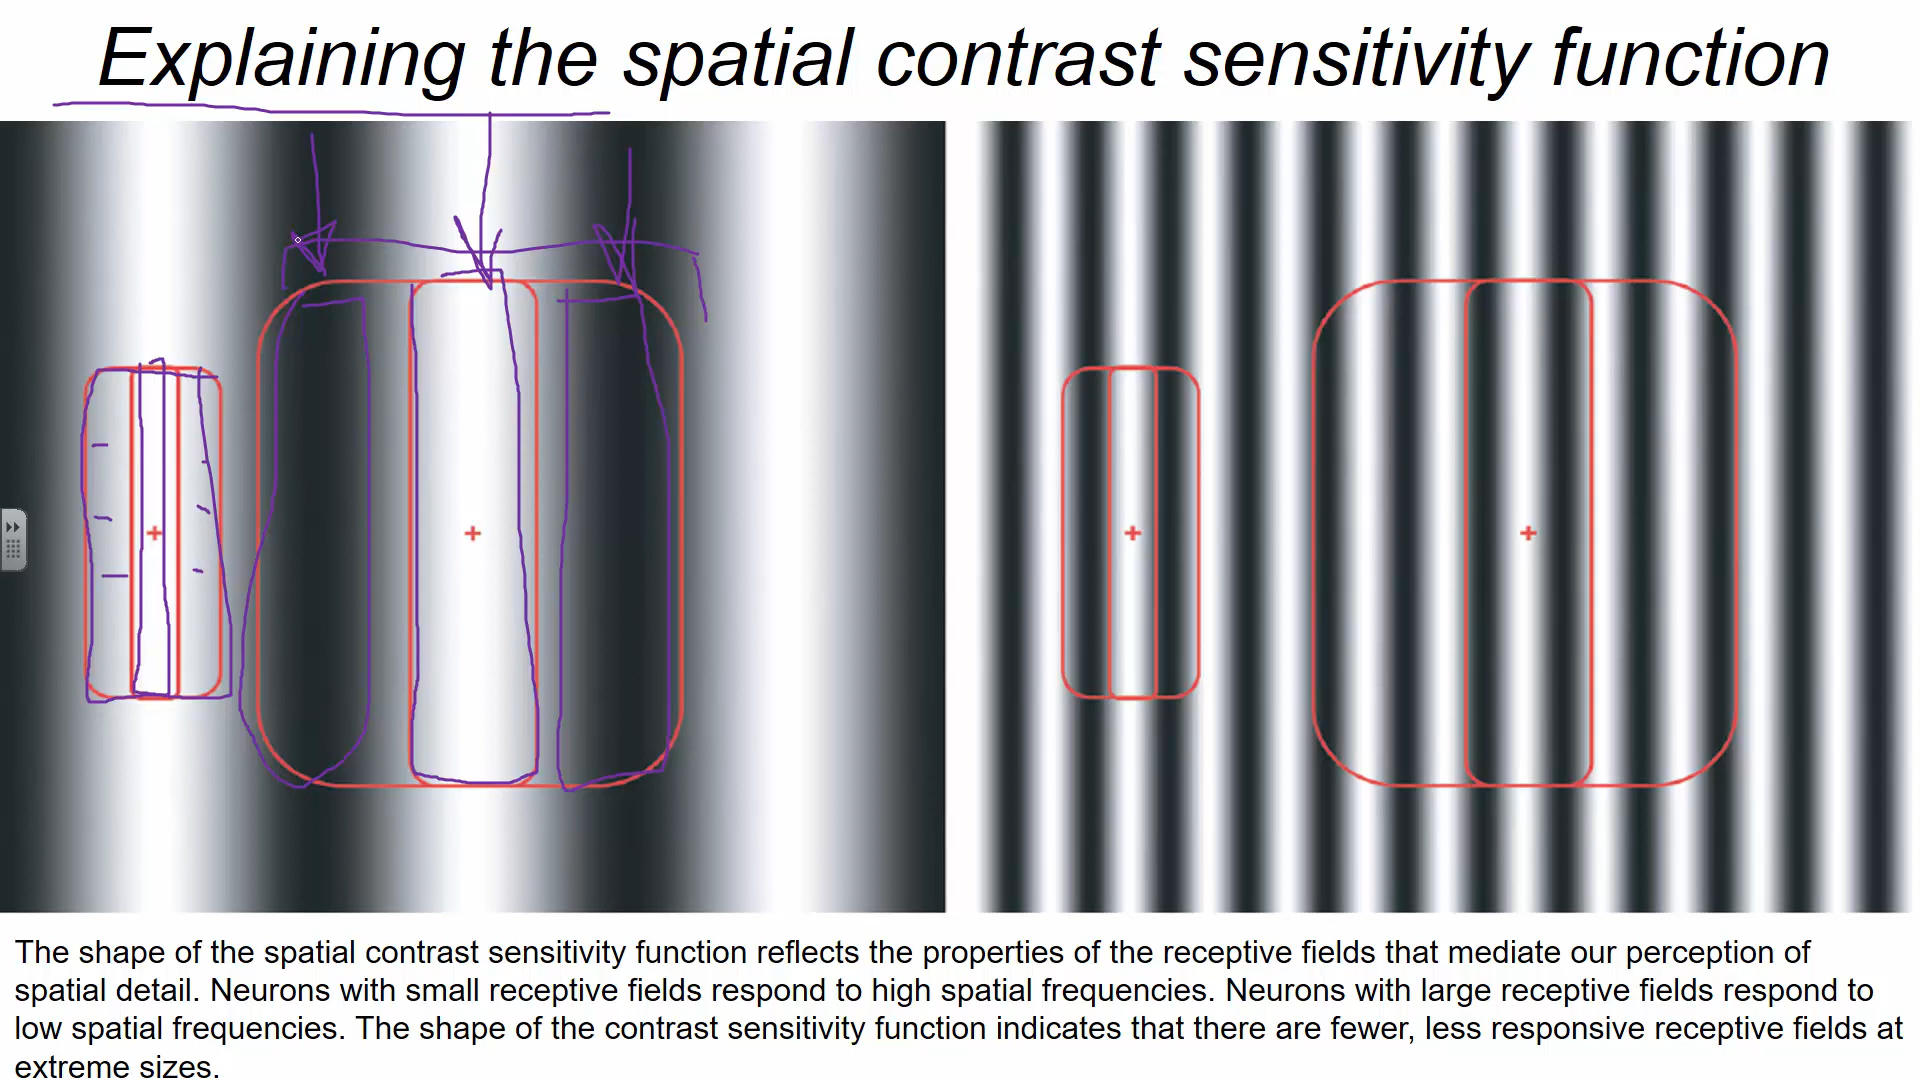 Explaining the spatial contrast sensitivity function
The shape of the spatial contrast sensitivity function reflects the properties of the receptive fields that mediate our perception of
spatial detail. Neurons with small receptive fields respond to high spatial frequencies. Neurons with large receptive fields respond to
low spatial frequencies. The shape of the contrast sensitivity function indicates that there are fewer, less responsive receptive fields at
extreme sizes.